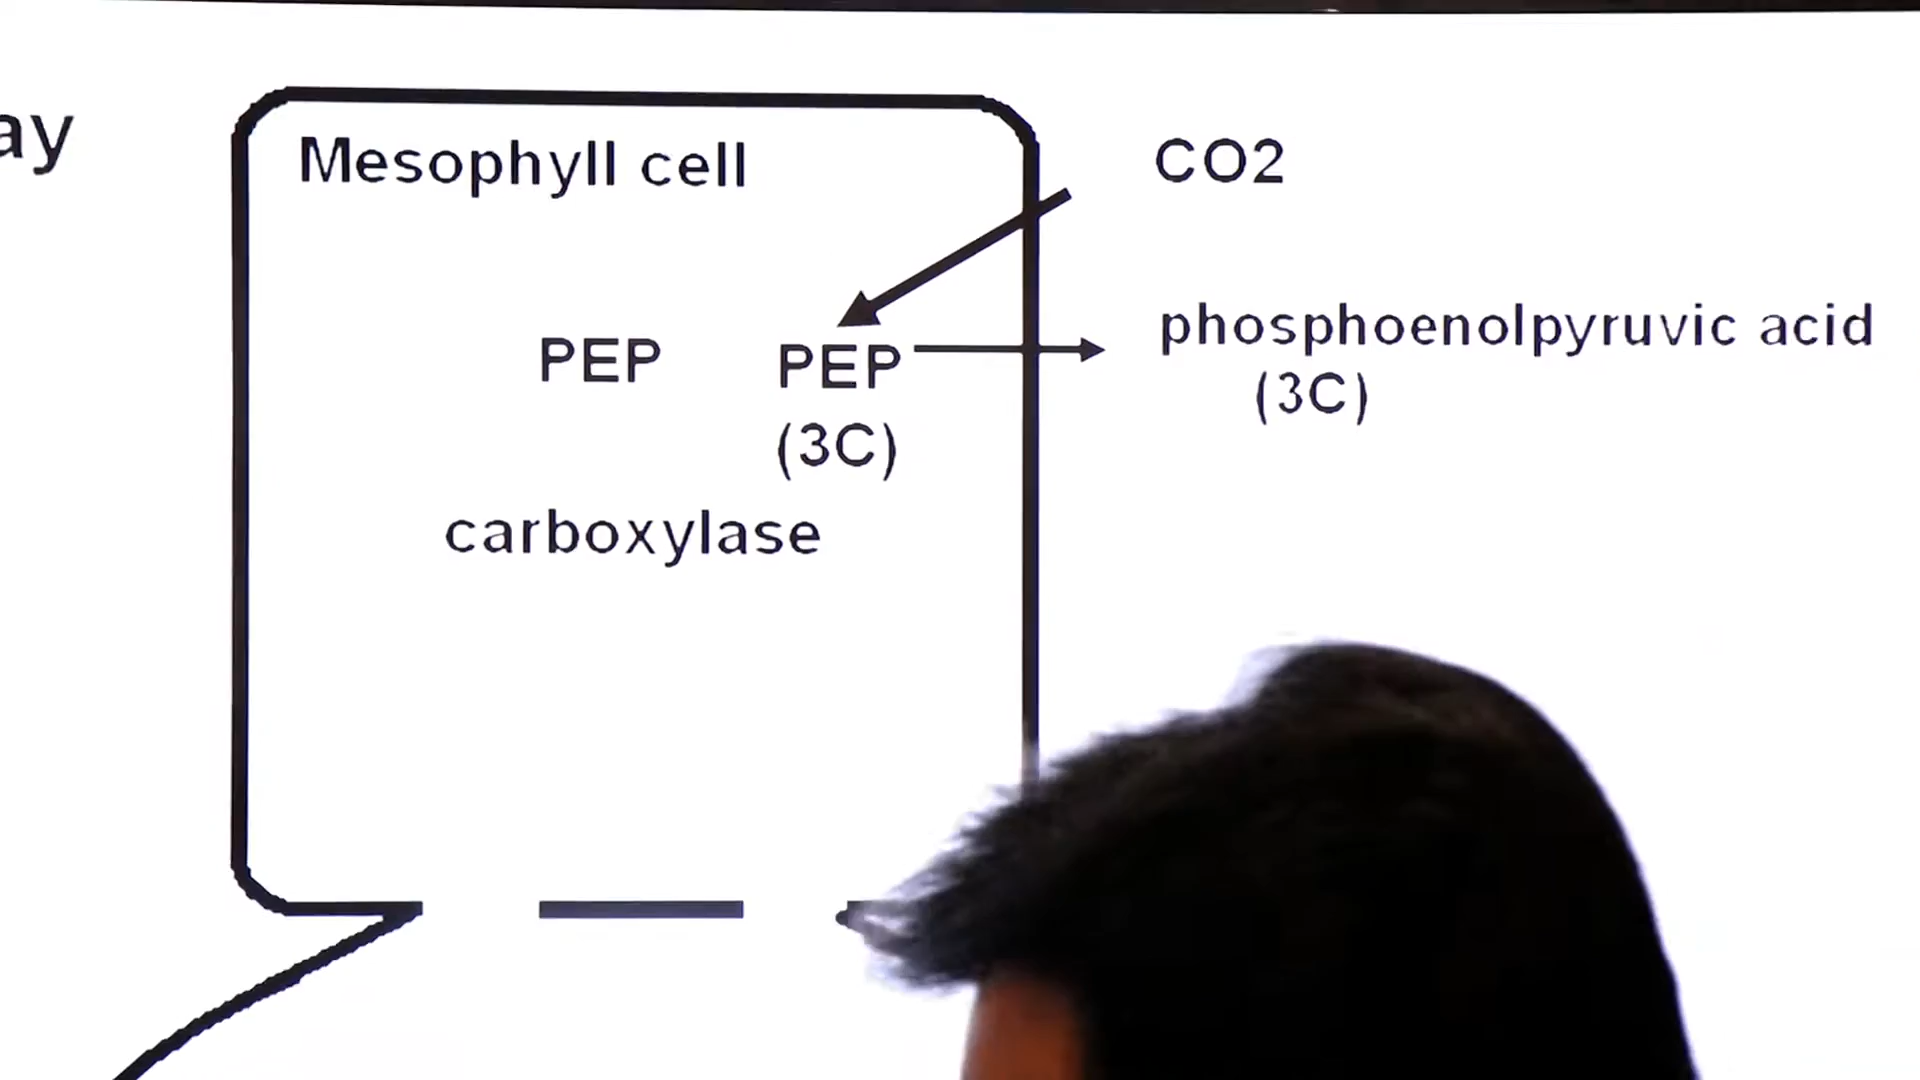 ay
Mesophyll cell
CO2
phosphoenolpyruvic acid
(3C)
PEP
PEP
(3C)
carboxylase